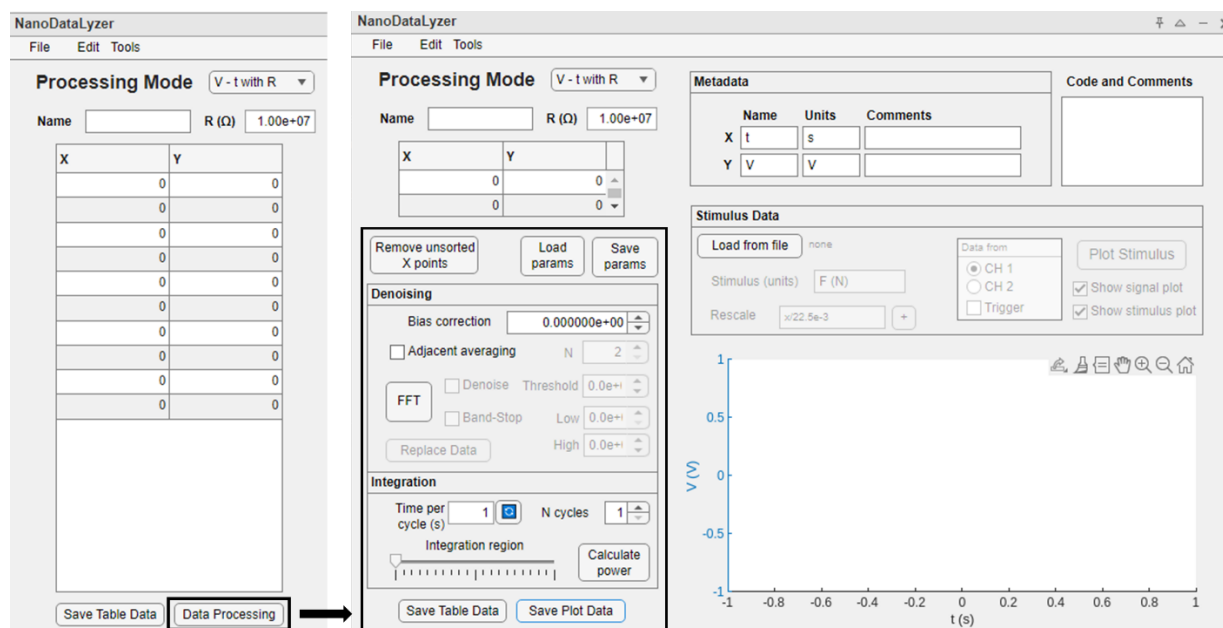 NanoDataLyzer
File Edit Tools
Processing Mode V - t with R
Name R (Ω) 1.00e+07
X Y
0 0
0 0
0 0
0 0
0 0
0 0
0 0
0 0
0 0
0 0
Save Table Data Data Processing
NanoDataLyzer
File Edit Tools
Processing Mode V - t with R
Name R (Ω) 1.00e+07
X Y
0 0
0 0
Remove unsorted
X points
Load
params
Save
params
Denoising
Bias correction 0.000000e+00
Adjacent averaging N 2
FFT
Denoise Threshold 0.0e+
Band-Stop Low 0.0e+
High 0.0e+
Replace Data
Integration
Time per
cycle (s)
1
N cycles 1
Integration region
Calculate
power
Save Table Data Save Plot Data
Metadata
Name Units Comments
X t s
Y V V
Code and Comments
Stimulus Data
Load from file none
Stimulus (units) F (N)
Rescale x/22.5e-3 +
Data from
CH 1
CH 2
Trigger
Plot Stimulus
Show signal plot
Show stimulus plot
1
0.5
0
-0.5
-1
V (V)
-1 -0.8 -0.6 -0.4 -0.2 0 0.2 0.4 0.6 0.8 1
t (s)